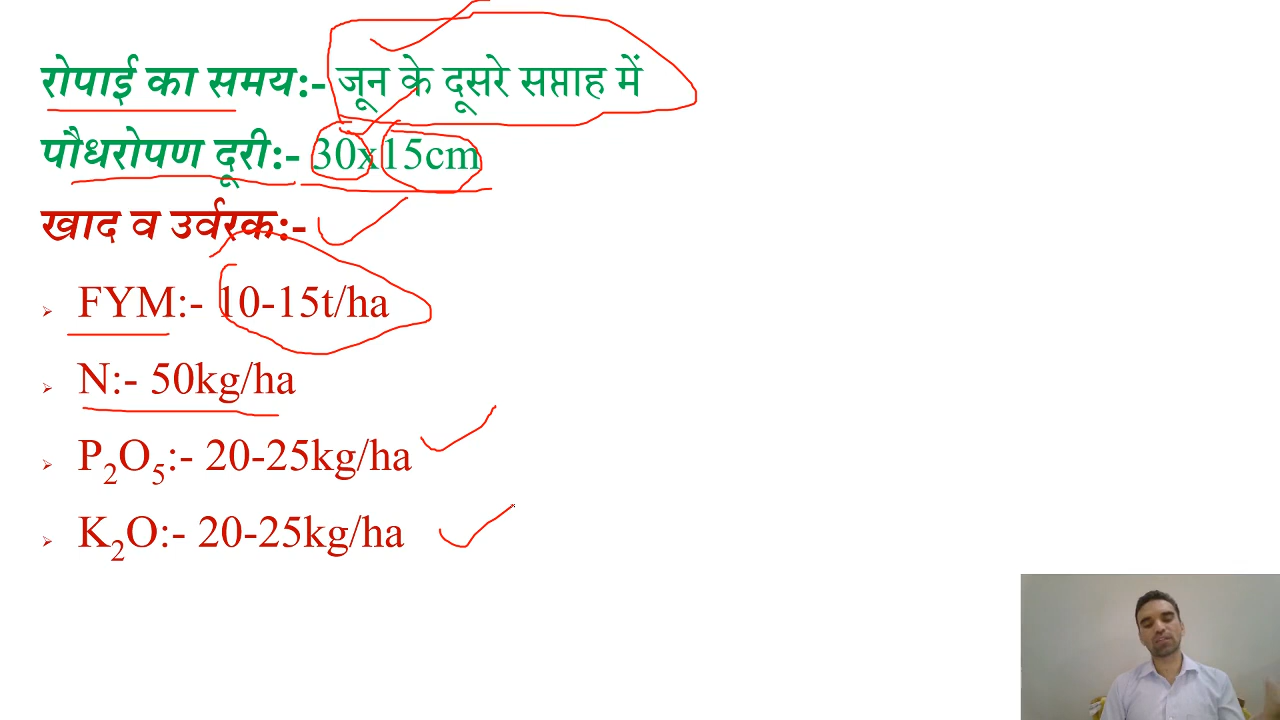 रोपाई का समय:- जून के दूसरे सप्ताह में
पौधरोपण दूरी:- 30x15cm
खाद व उर्वरक:-
➢ FYM:- 10-15t/ha
➢ N:- 50kg/ha
➢ P₂O₅:- 20-25kg/ha
➢ K₂O:- 20-25kg/ha